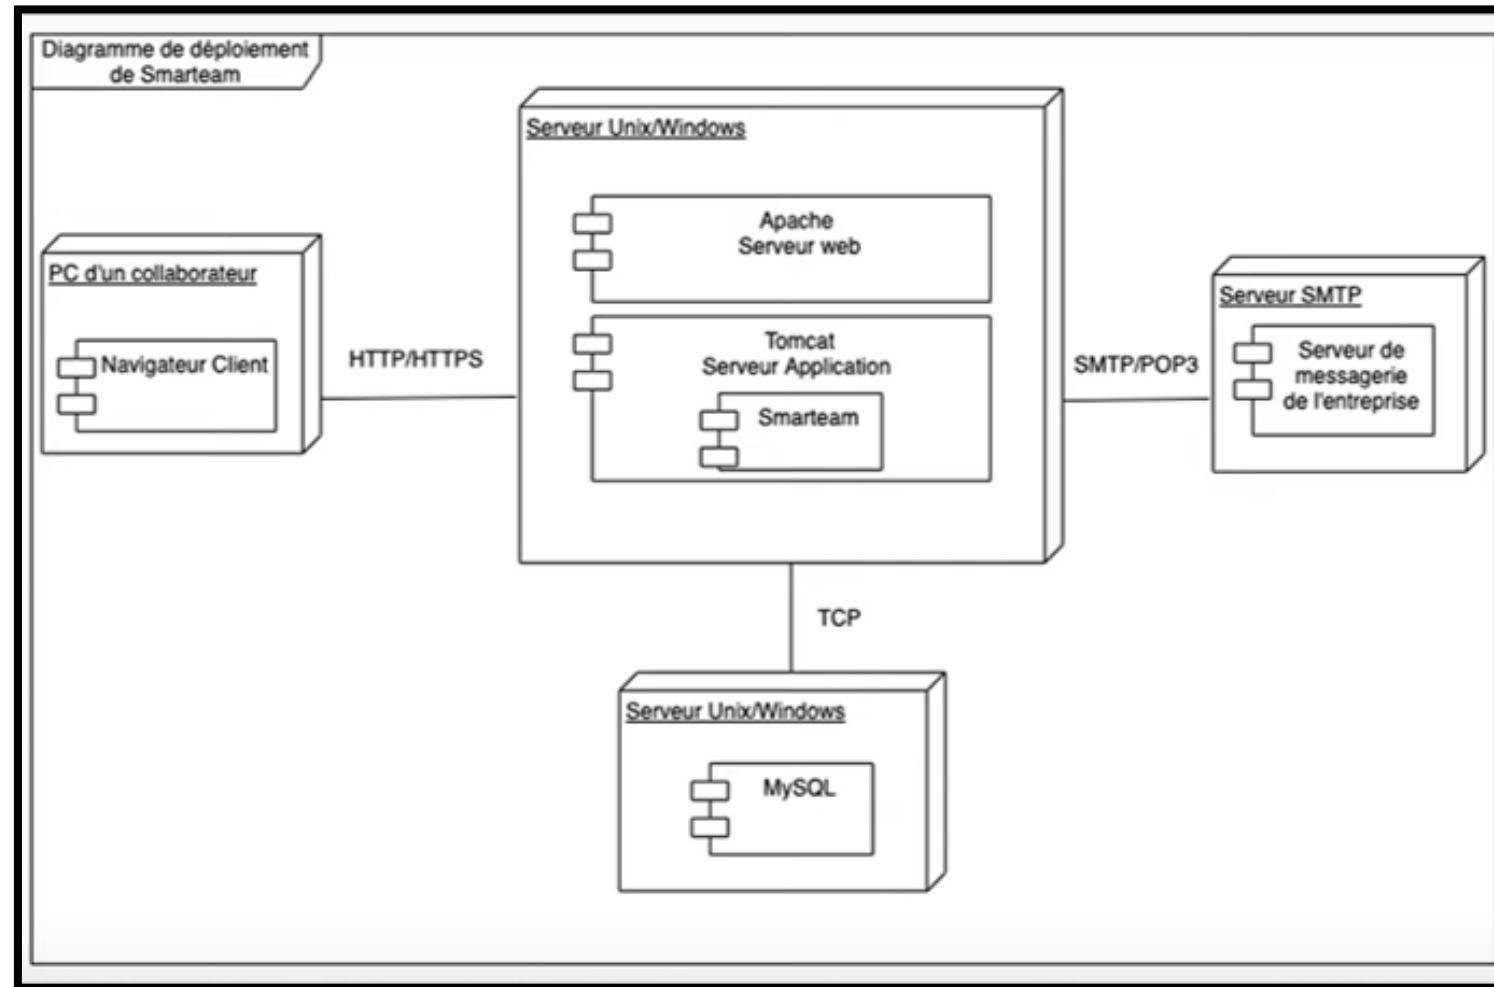 Diagramme de déploiement
de Smarteam
Serveur Unix/Windows
Apache
Serveur web
PC d'un collaborateur
Navigateur Client
HTTP/HTTPS
Tomcat
Serveur Application
Smarteam
SMTP/POP3
Serveur SMTP
Serveur de
messagerie
de l'entreprise
TCP
Serveur Unix/Windows
MySQL